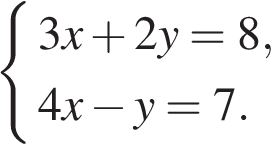 3x + 2y = 8,
4x − y = 7.